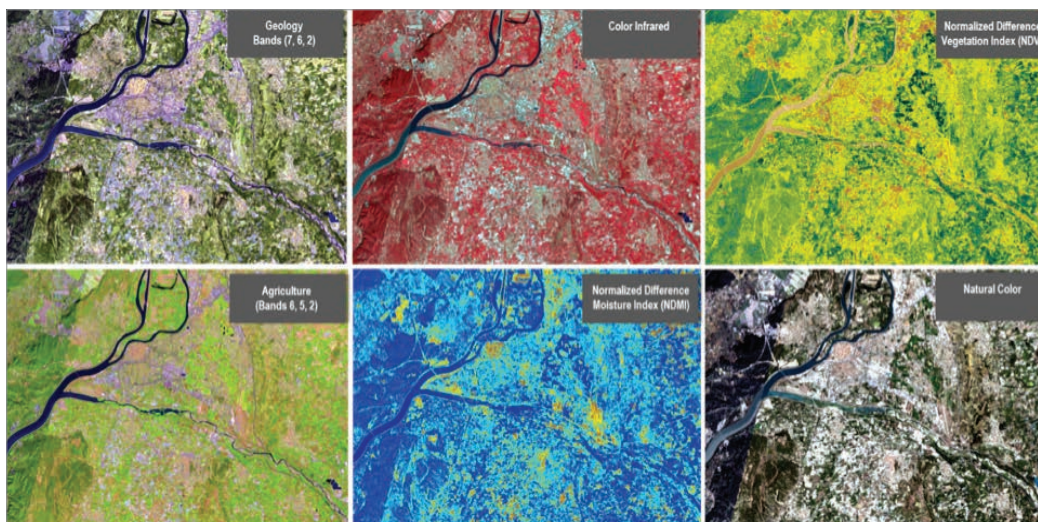 Geology
Bands (7, 6, 2)
Color Infrared
Normalized Difference
Vegetation Index (NDV
Agriculture
(Bands 6, 5, 2)
Normalized Difference
Moisture Index (NDMI)
Natural Color